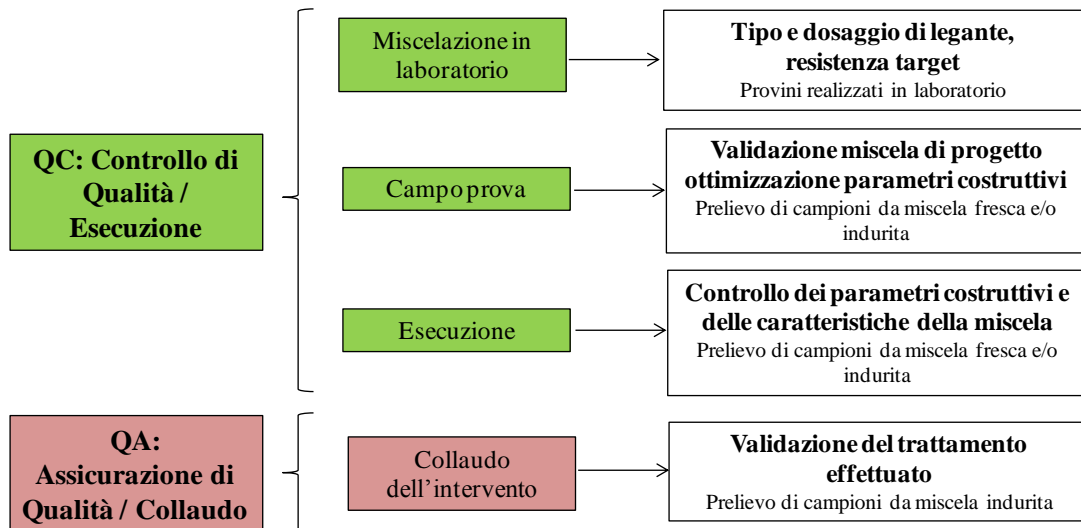 Miscelazione in
laboratorio
Tipo e dosaggio di legante,
resistenza target
Provini realizzati in laboratorio
QC: Controllo di
Qualità /
Esecuzione
Campo prova
Validazione miscela di progetto
ottimizzazione parametri costruttivi
Prelievo di campioni da miscela fresca e/o
indurita
Esecuzione
Controllo dei parametri costruttivi e
delle caratteristiche della miscela
Prelievo di campioni da miscela fresca e/o
indurita
QA:
Assicurazione di
Qualità / Collaudo
Collaudo
dell’intervento
Validazione del trattamento
effettuato
Prelievo di campioni da miscela indurita